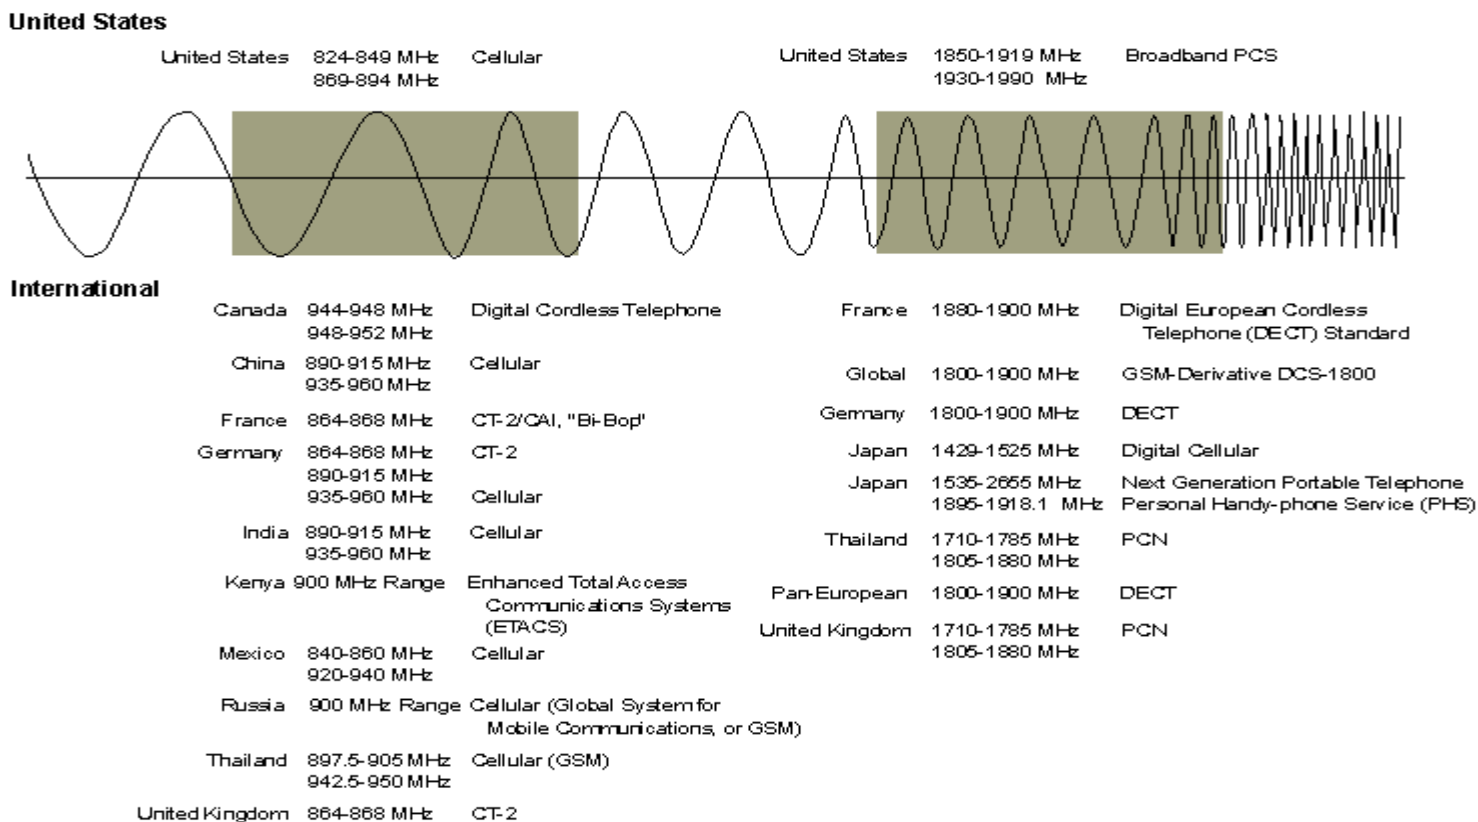 United States
United States 824-849 MHz Cellular
869-894 MHz
United States 1850-1919 MHz Broadband PCS
1930-1990 MHz
International
Canada 944-948 MHz Digital Cordless Telephone
948-952 MHz
China 890-915 MHz Cellular
935-960 MHz
France 864-868 MHz CT-2/CAI, "Bi-Bop"
Germany 864-868 MHz CT-2
890-915 MHz
935-960 MHz Cellular
India 890-915 MHz Cellular
935-960 MHz
Kenya 900 MHz Range Enhanced Total Access
Communications Systems
(ETACS)
Mexico 840-860 MHz Cellular
920-940 MHz
Russia 900 MHz Range Cellular (Global System for
Mobile Communications, or GSM)
Thailand 897.5-905 MHz Cellular (GSM)
942.5-950 MHz
United Kingdom 864-868 MHz CT-2
France 1880-1900 MHz Digital European Cordless
Telephone (DECT) Standard
Global 1800-1900 MHz GSM-Derivative DCS-1800
Germany 1800-1900 MHz DECT
Japan 1429-1525 MHz Digital Cellular
Japan 1535-2655 MHz Next Generation Portable Telephone
1895-1918.1 MHz Personal Handy-phone Service (PHS)
Thailand 1710-1785 MHz PCN
1805-1880 MHz
Pan-European 1800-1900 MHz DECT
United Kingdom 1710-1785 MHz PCN
1805-1880 MHz